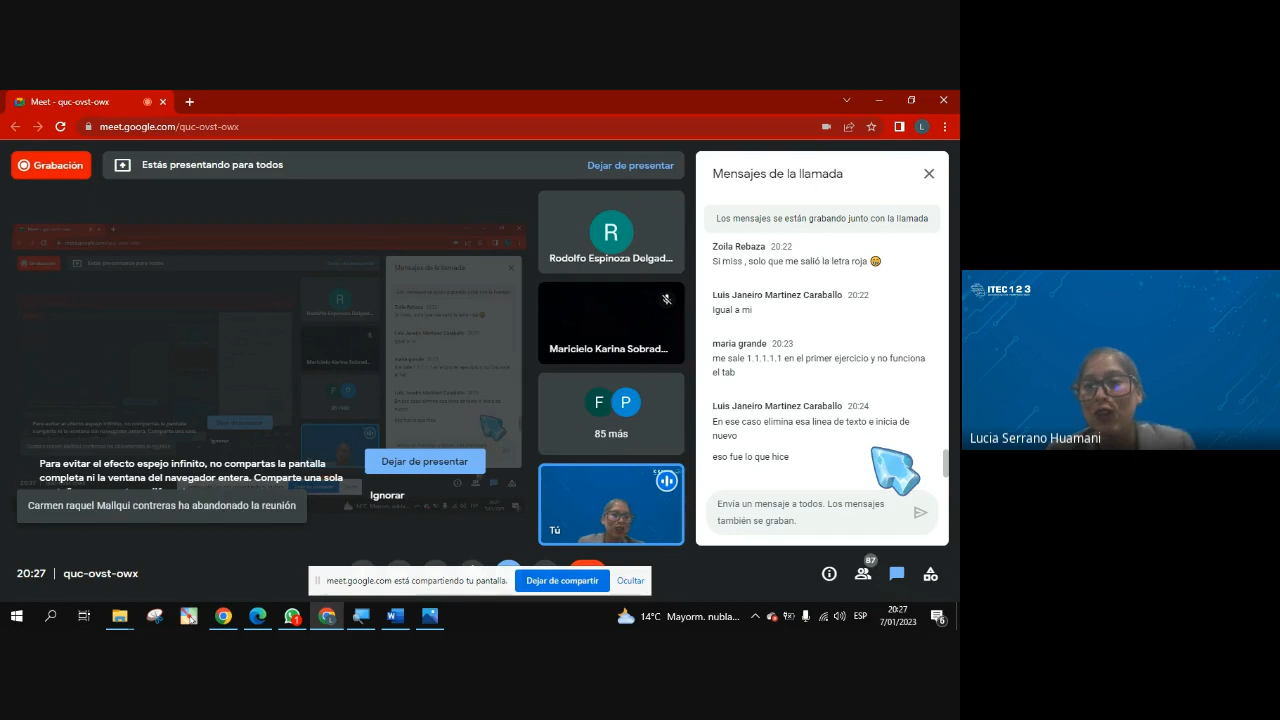 Meet - quc-ovst-owx
meet.google.com/quc-ovst-owx
L
Grabación
Estás presentando para todos
Dejar de presentar
Mensajes de la llamada
Los mensajes se están grabando junto con la llamada
Zoila Rebaza 20:22
Si miss , solo que me salió la letra roja
Luis Janeiro Martinez Caraballo 20:22
Igual a mi
maria grande 20:23
me sale 1.1.1.1.1 en el primer ejercicio y no funciona
el tab
Luis Janeiro Martinez Caraballo 20:24
En ese caso elimina esa linea de texto e inicia de
nuevo
eso fue lo que hice
Envía un mensaje a todos. Los mensajes
también se graban.
R
Rodolfo Espinoza Delgad...
Maricielo Karina Sobrad...
F P
85 más
Tú
Para evitar el efecto espejo infinito, no compartas la pantalla
completa ni la ventana del navegador entera. Comparte una sola
Dejar de presentar
Ignorar
Carmen raquel Mallqui contreras ha abandonado la reunión
20:27 | quc-ovst-owx
meet.google.com está compartiendo tu pantalla.
Dejar de compartir
Ocultar
87
14°C Mayorm. nubla...
ESP
20:27
7/01/2023
6
ITEC 1 2 3
Lucia Serrano Huamani